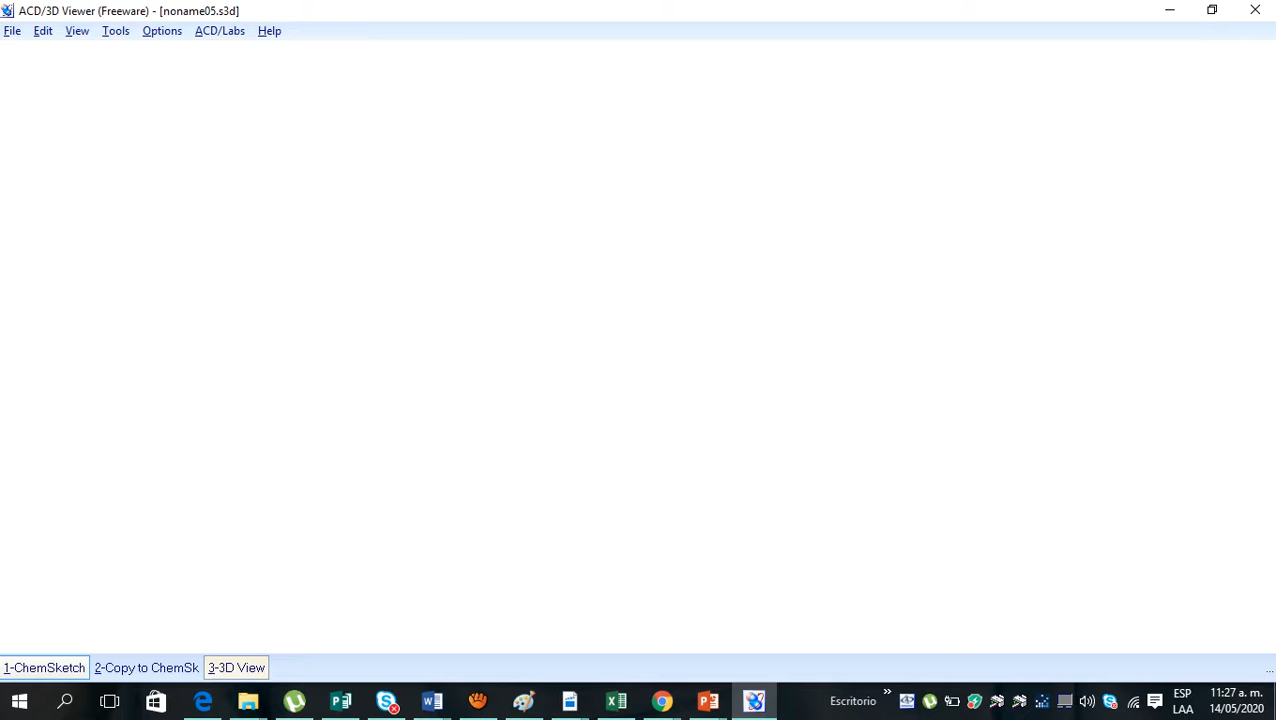 ACD/3D Viewer (Freeware) - [noname05.s3d]
File Edit View Tools Options ACD/Labs Help
1-ChemSketch 2-Copy to ChemSk 3-3D View ...
Escritorio » ESP 11:27 a. m.
LAA 14/05/2020